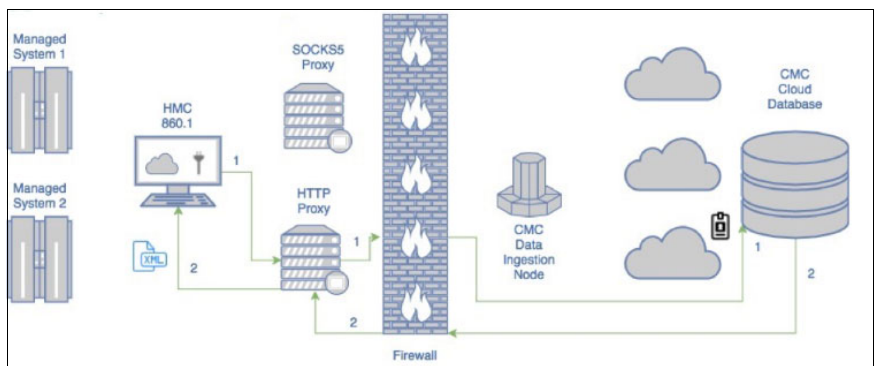 Managed
System 1
SOCKS5
Proxy
CMC
Cloud
Database
HMC
860.1
1
Managed
System 2
HTTP
Proxy
1
XML
2
CMC
Data
Ingestion
Node
1
2
2
Firewall